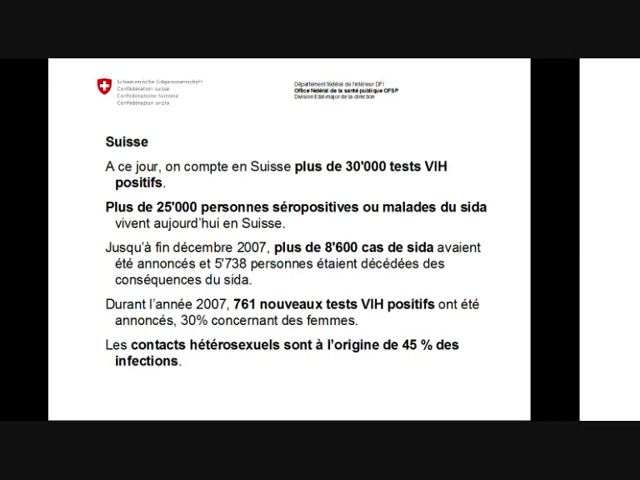 Schweizerische Eidgenossenschaft
Confédération suisse
Confederazione Svizzera
Confederaziun svizra
Département fédéral de l'intérieur DFI
Office fédéral de la santé publique OFSP
Division Etat-major de la direction
Suisse
A ce jour, on compte en Suisse plus de 30'000 tests VIH
positifs.
Plus de 25'000 personnes séropositives ou malades du sida
vivent aujourd'hui en Suisse.
Jusqu'à fin décembre 2007, plus de 8'600 cas de sida avaient
été annoncés et 5'738 personnes étaient décédées des
conséquences du sida.
Durant l'année 2007, 761 nouveaux tests VIH positifs ont été
annoncés, 30% concernant des femmes.
Les contacts hétérosexuels sont à l'origine de 45 % des
infections.